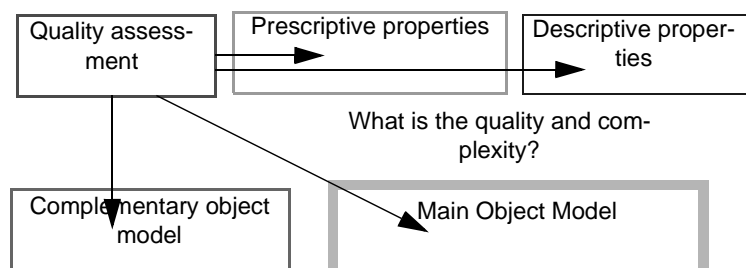 Quality assess-
ment
Prescriptive properties
Descriptive proper-
ties
What is the quality and com-
plexity?
Complementary object
model
Main Object Model